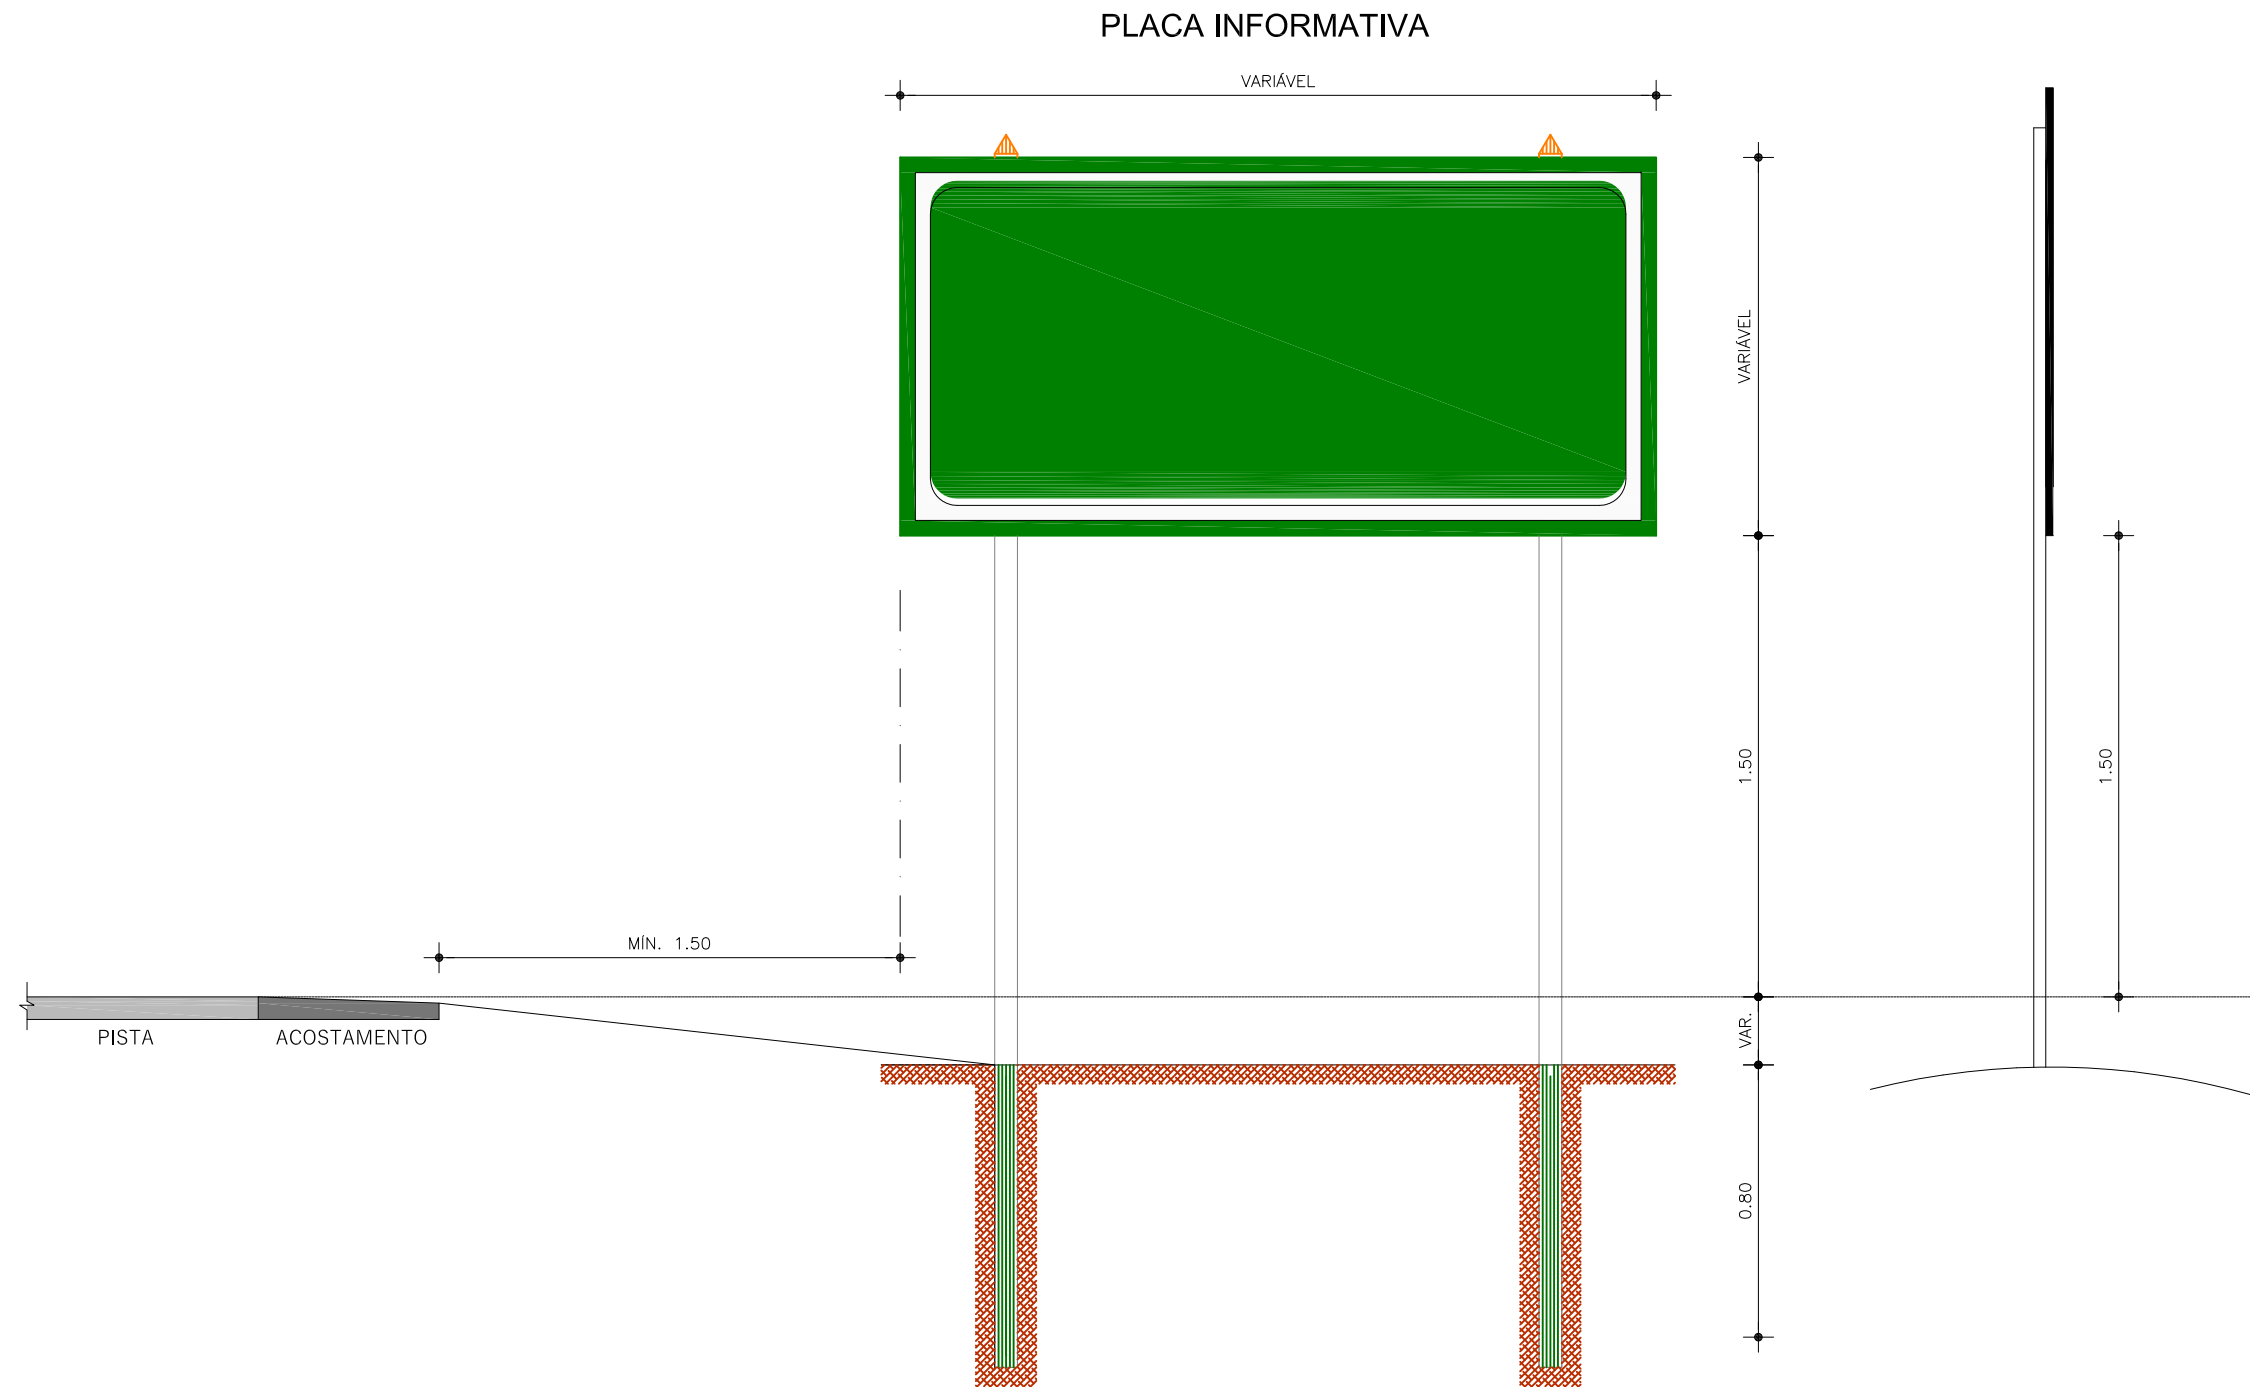 PLACA INFORMATIVA
VARIÁVEL
VARIÁVEL
1.50
1.50
MÍN. 1.50
PISTA
ACOSTAMENTO
VAR.
0.80